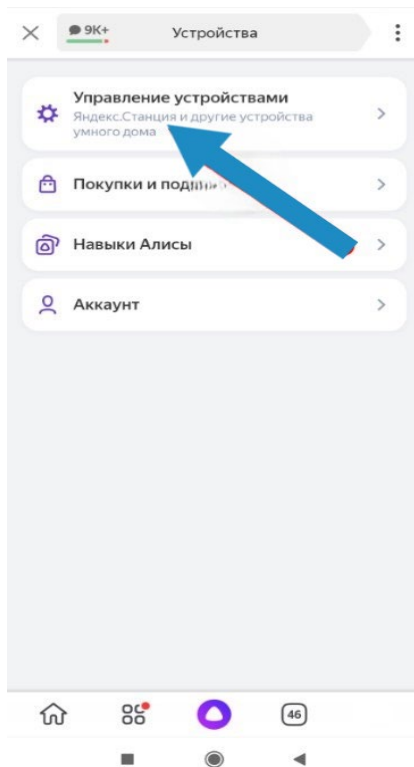 9K+ Устройства
Управление устройствами
Яндекс.Станция и другие устройства
умного дома
Покупки и
Навыки Алисы
Аккаунт
46